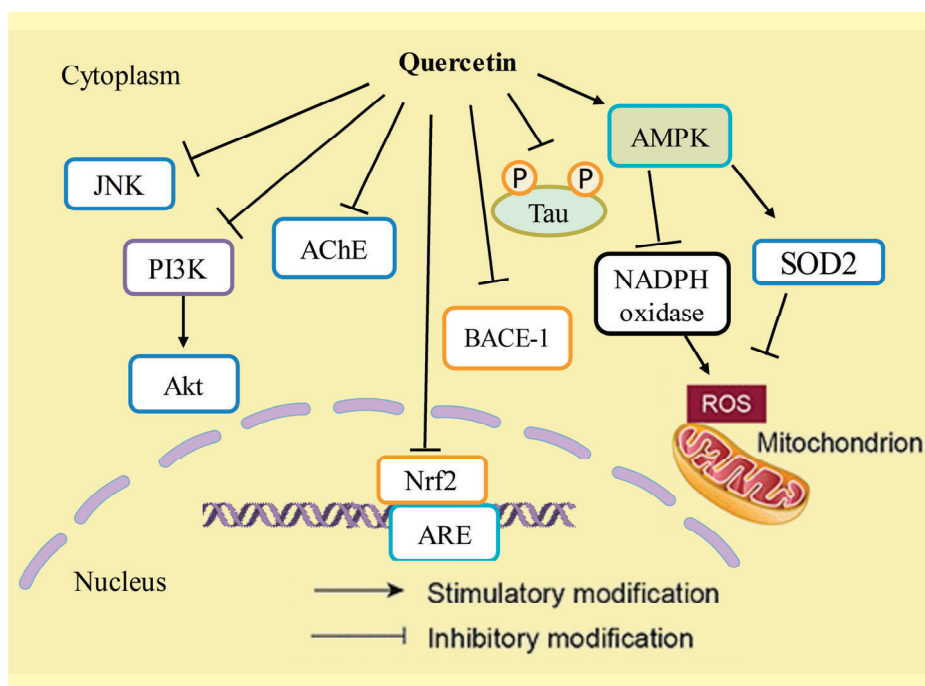 Quercetin
Cytoplasm
AMPK
JNK
P
P
Tau
AChE
PI3K
SOD2
NADPH
oxidase
BACE-1
Akt
ROS
Mitochondrion
Nrf2
ARE
Nucleus
Stimulatory modification
Inhibitory modification